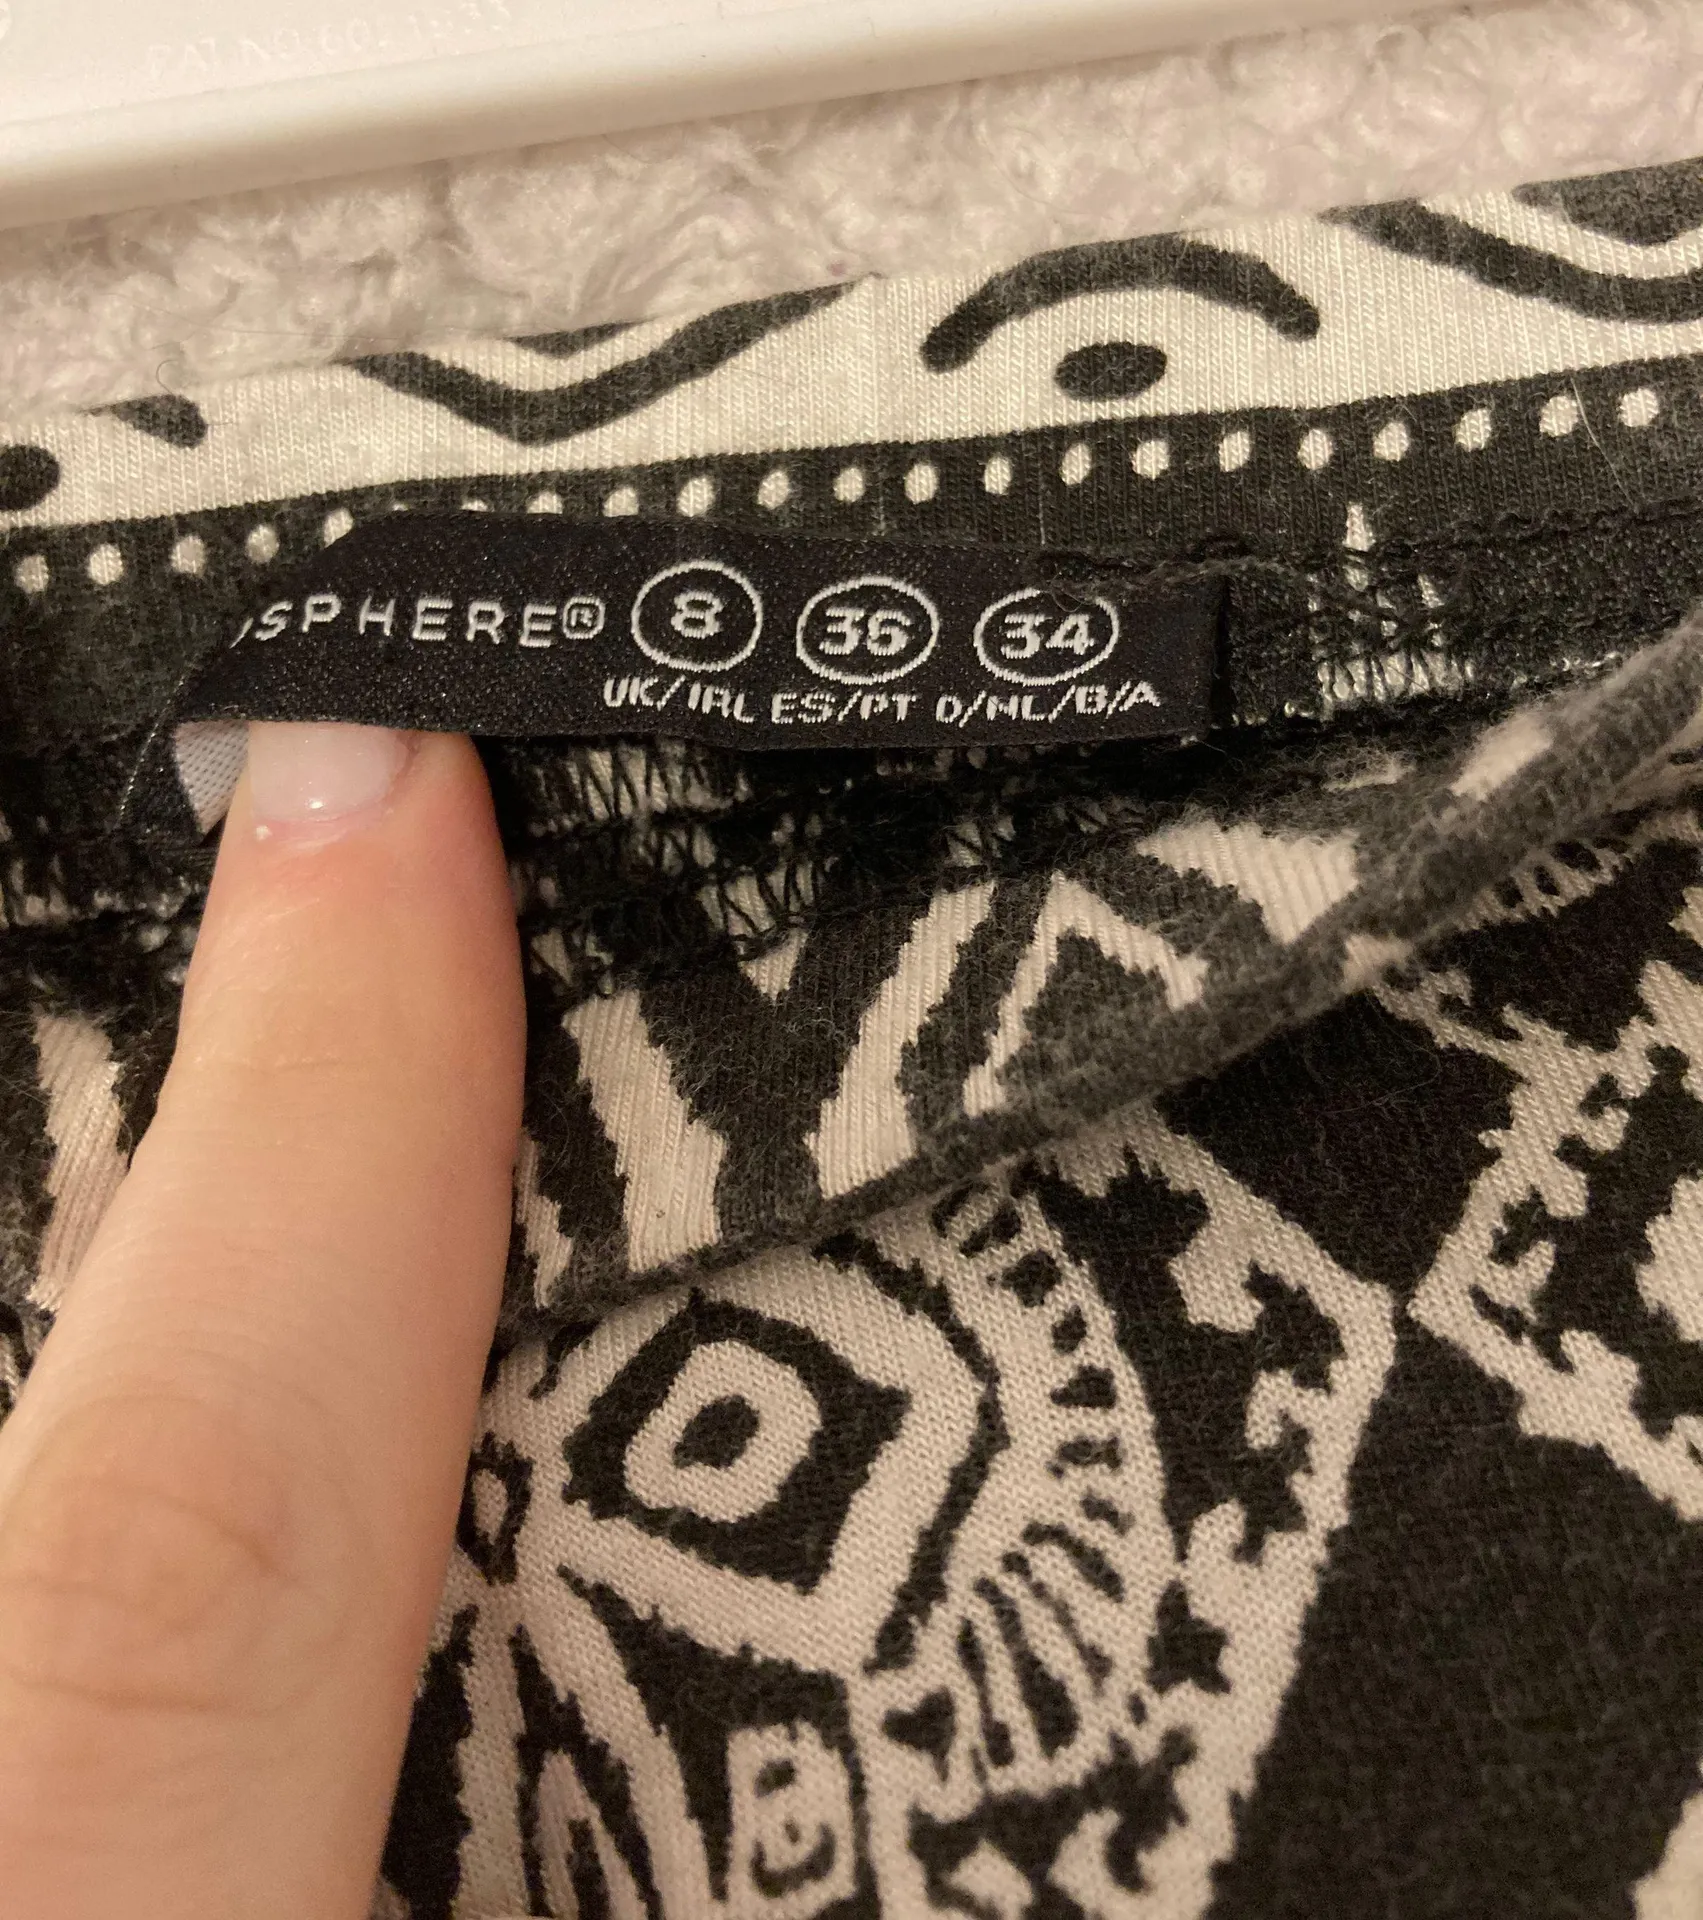 SPHERE® 8 36 34
UK/IRL ES/PT D/NL/B/A